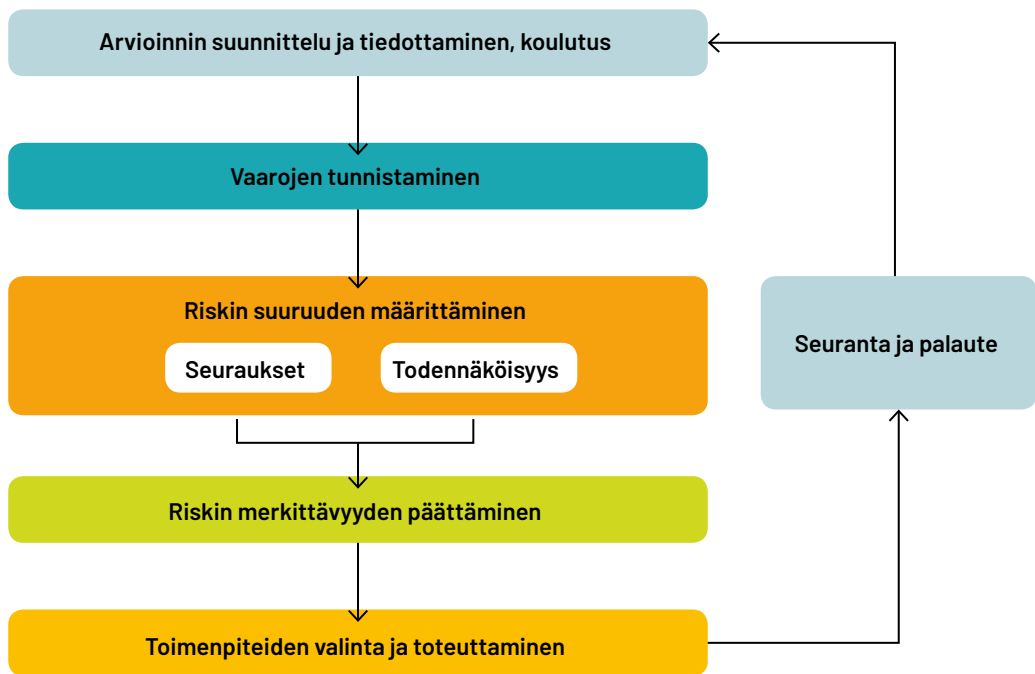 Arvioinnin suunnittelu ja tiedottaminen, koulutus
Vaarojen tunnistaminen
Riskin suuruuden määrittäminen
Seuraukset
Todennäköisyys
Seuranta ja palaute
Riskin merkittävyyden päättäminen
Toimenpiteiden valinta ja toteuttaminen